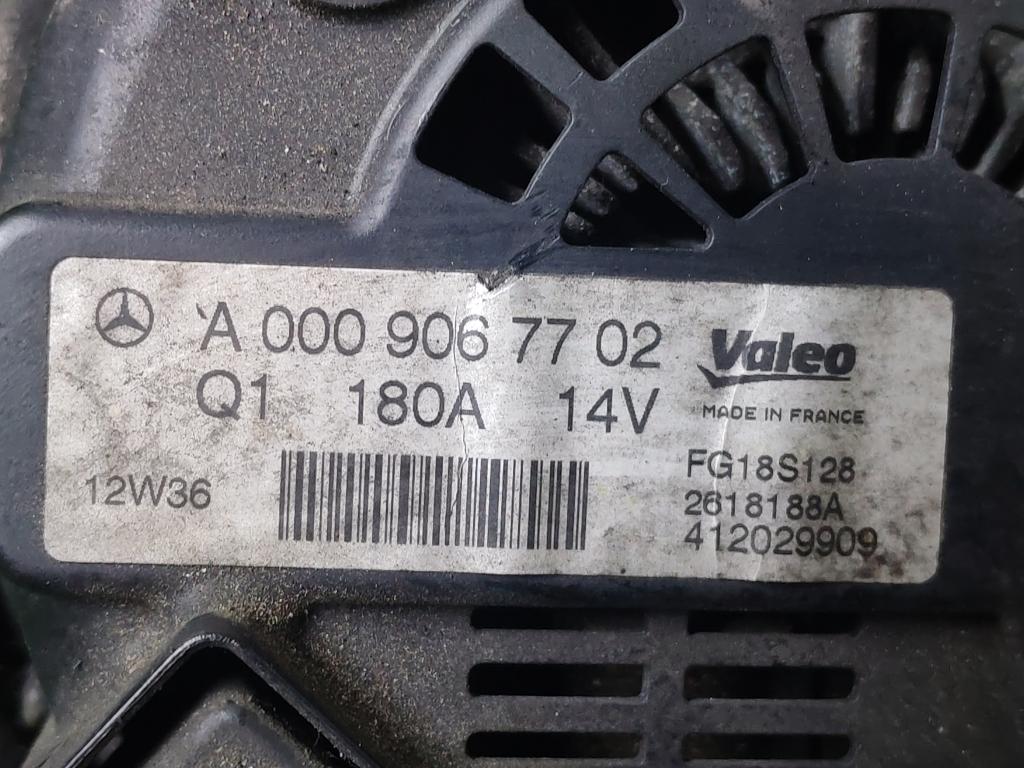 A 000 906 77 02
Q1 180A 14V
12W36
Valeo
MADE IN FRANCE
FG18S128
2618188A
412029909